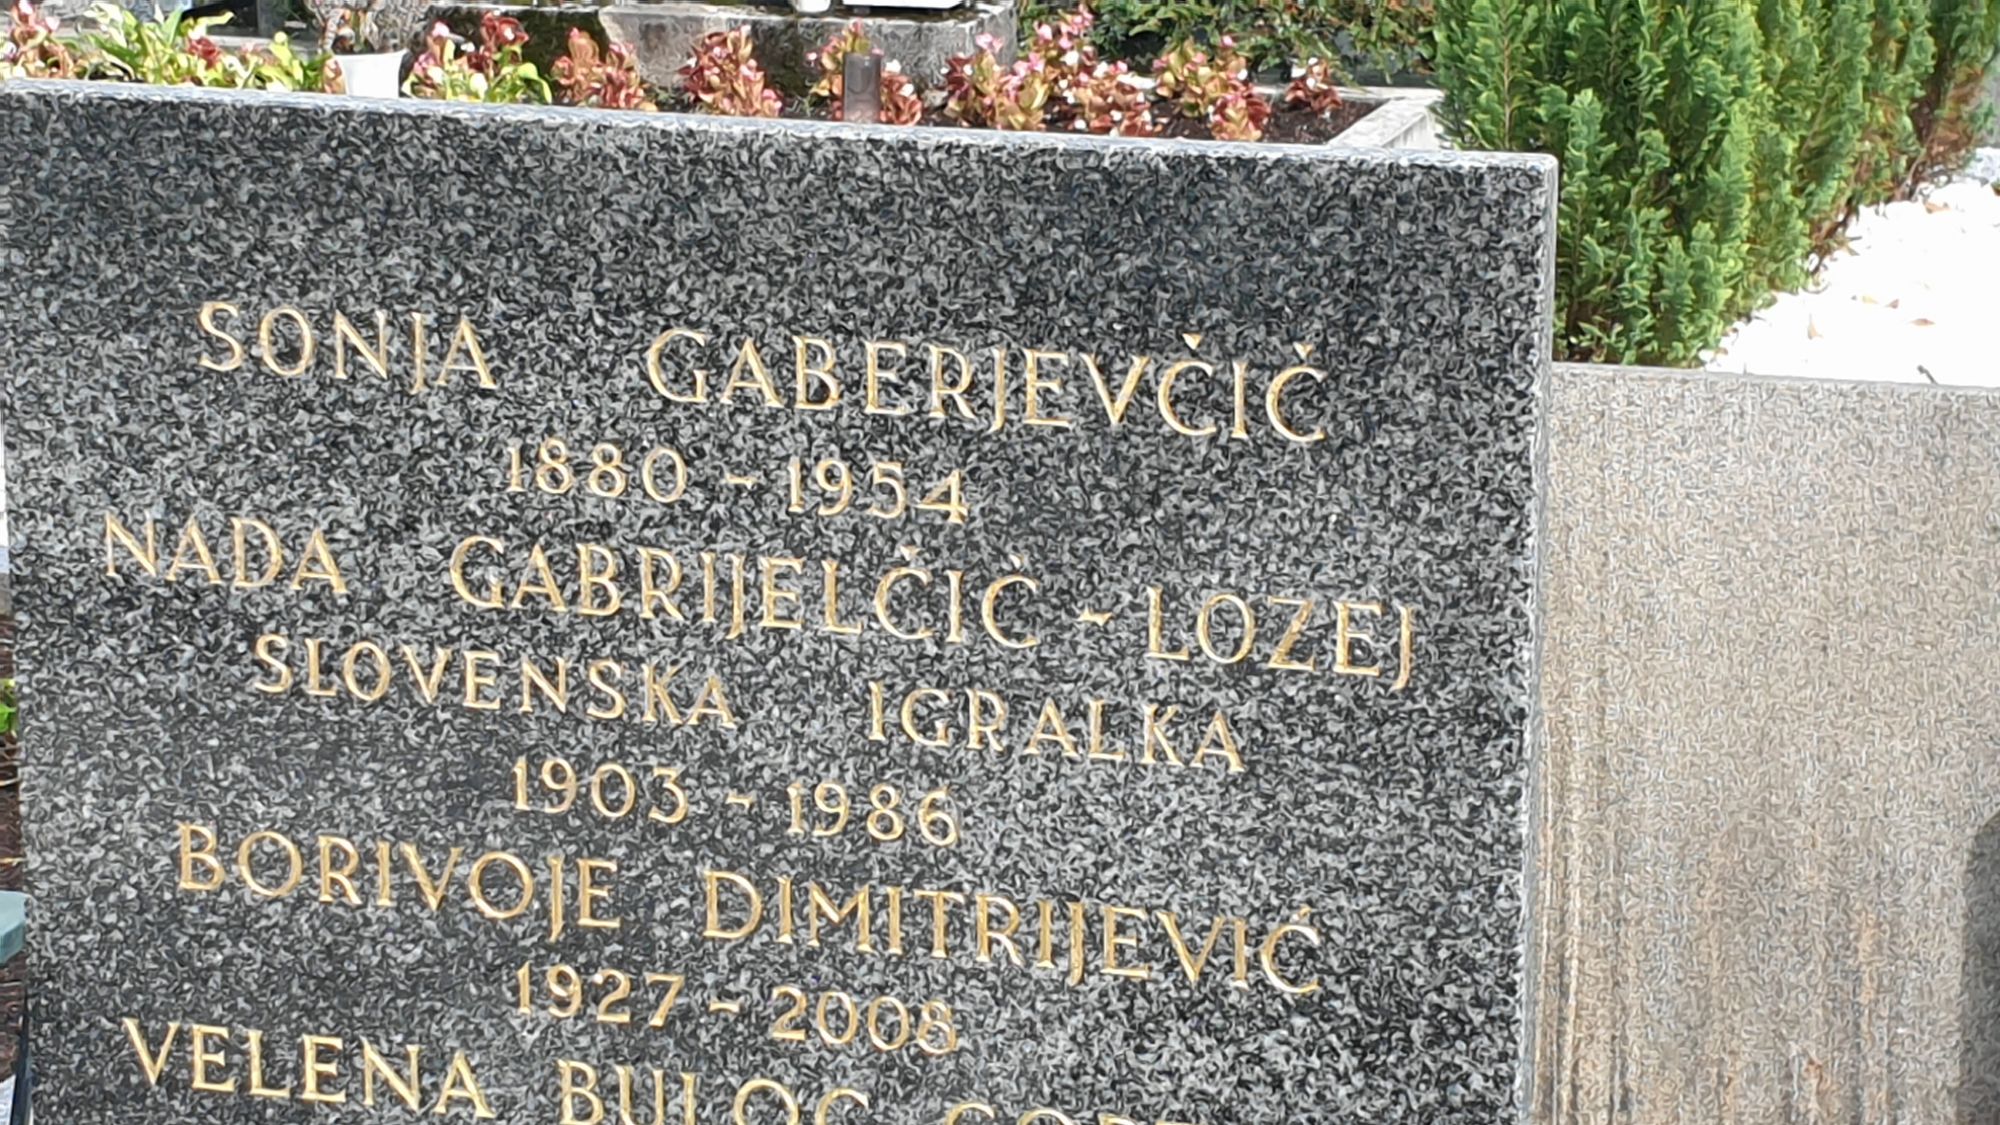 SONJA GABERJEVČIČ
1880 - 1954
NADA GABRIJELČIČ - LOZEJ
SLOVENSKA IGRALKA
1903 - 1986
BORIVOJE DIMITRIJEVIĆ
1927 - 2008
VELENA